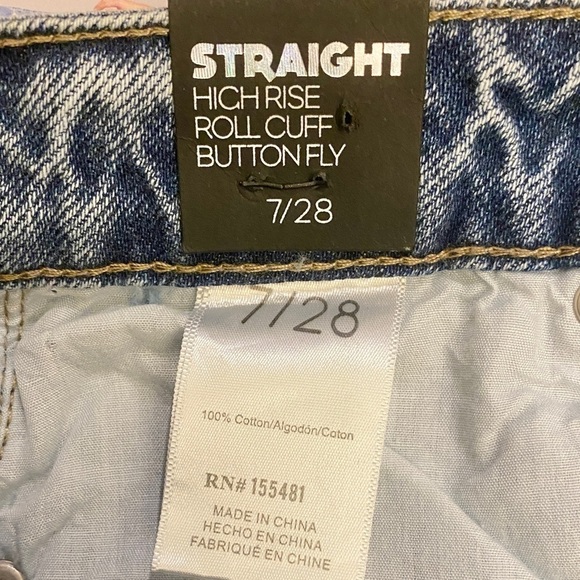 STRAIGHT
HIGH RISE
ROLL CUFF
BUTTON FLY
7/28
7/28
100% Cotton/Algodón/Coton
RN# 155481
MADE IN CHINA
HECHO EN CHINA
FABRIQUÉ EN CHINE